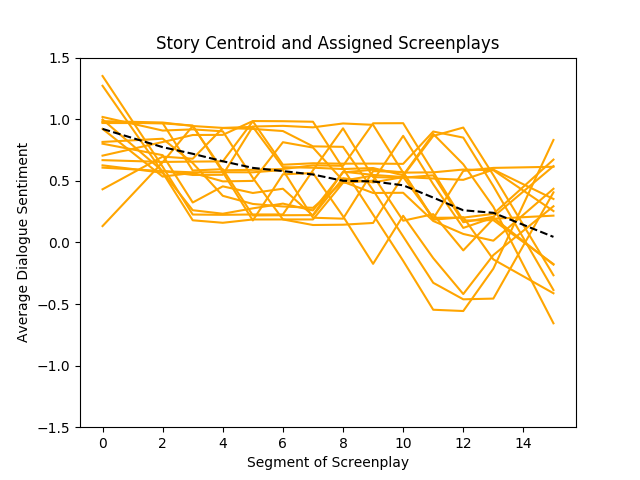 Story Centroid and Assigned Screenplays
1.5
1.0
0.5
0.0
−0.5
−1.0
−1.5
Average Dialogue Sentiment
0 2 4 6 8 10 12 14
Segment of Screenplay